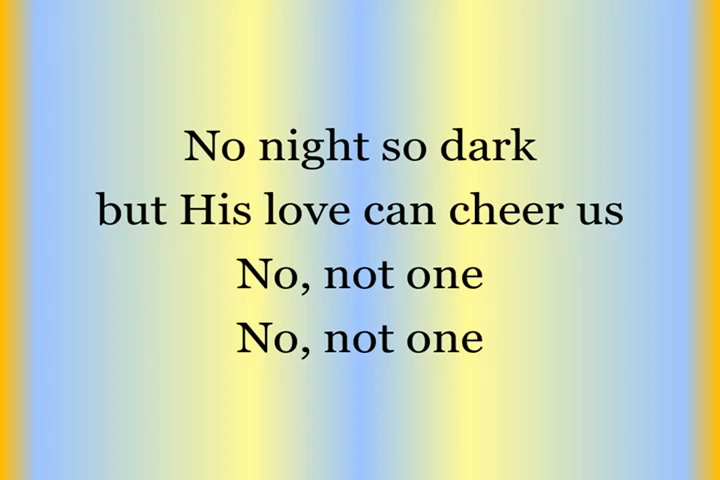 No night so dark
but His love can cheer us
No, not one
No, not one